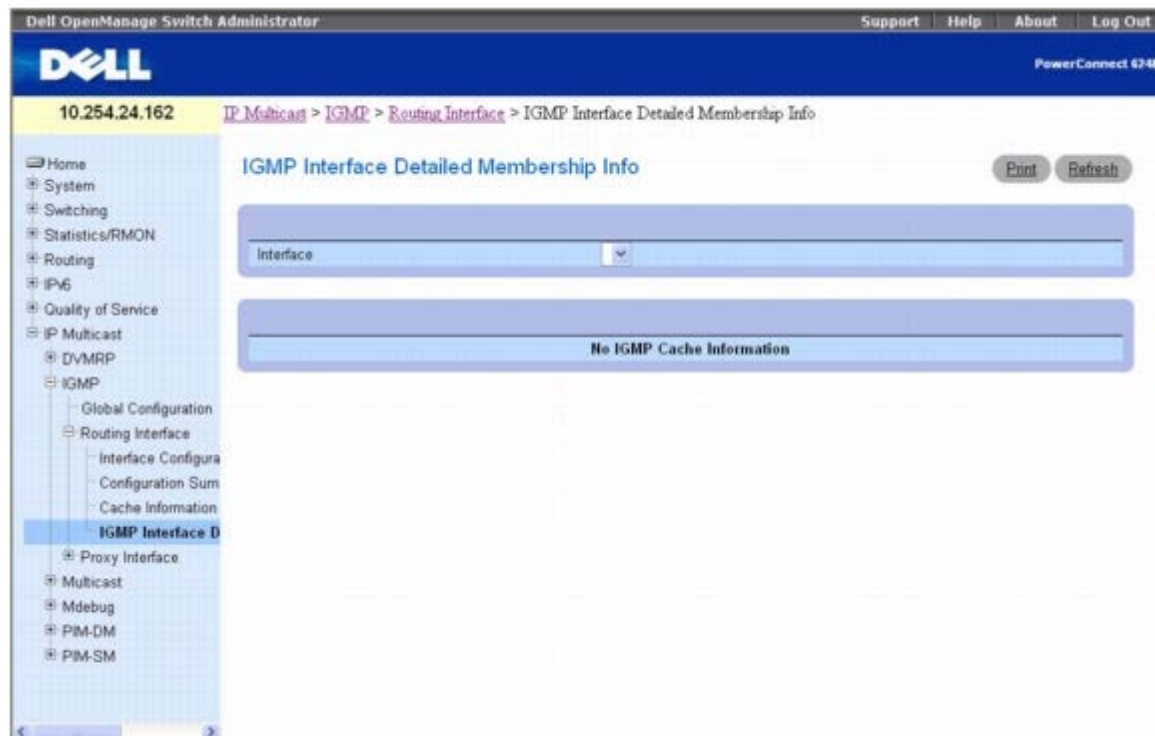 Dell OpenManage Switch Administrator
Support Help About Log Out
DELL
PowerConnect 6248
10.254.24.162
IP Multicast > IGMP > Routing Interface > IGMP Interface Detailed Membership Info
Home
System
Switching
Statistics/RMON
Routing
IPv6
Quality of Service
IP Multicast
DVMRP
IGMP
Global Configuration
Routing Interface
Interface Configura
Configuration Sum
Cache Information
IGMP Interface D
Proxy Interface
Multicast
Mdebug
PIM-DM
PIM-SM
IGMP Interface Detailed Membership Info
Print Refresh
Interface
No IGMP Cache Information